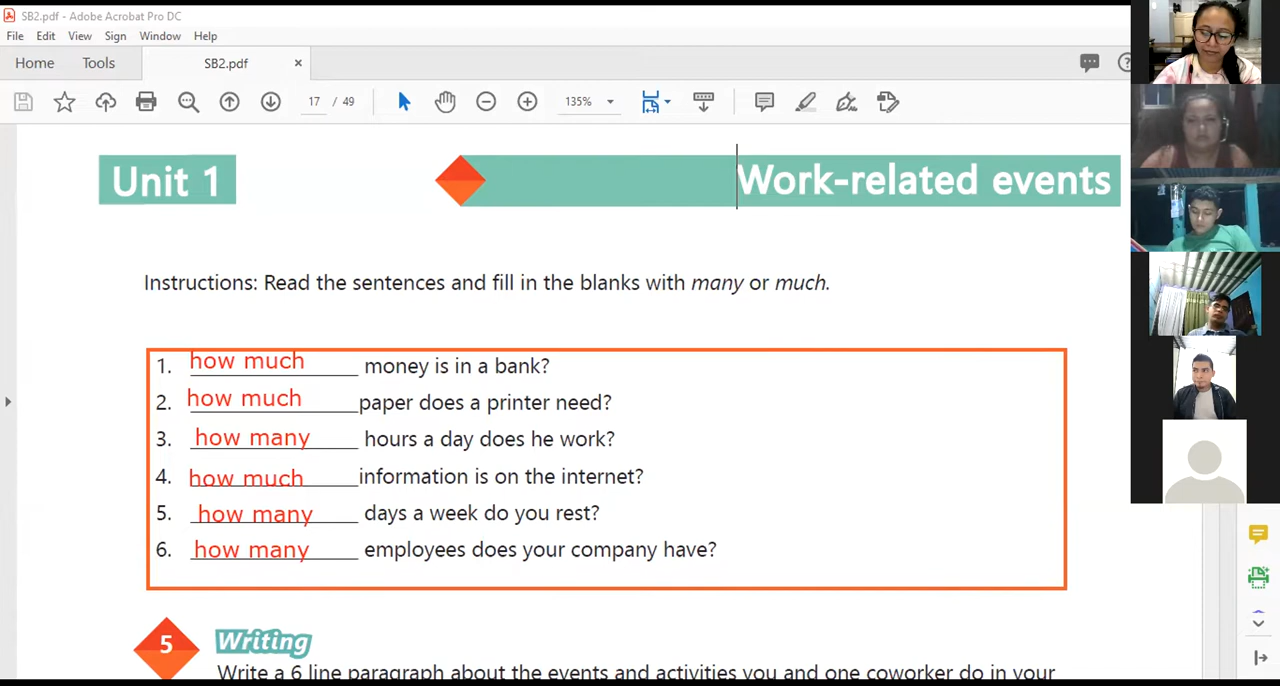 SB2.pdf - Adobe Acrobat Pro DC
File Edit View Sign Window Help
Home Tools SB2.pdf ×
17 / 49 135%
Unit 1 Work-related events
Instructions: Read the sentences and fill in the blanks with many or much.
1. how much money is in a bank?
2. how much paper does a printer need?
3. how many hours a day does he work?
4. how much information is on the internet?
5. how many days a week do you rest?
6. how many employees does your company have?
5 Writing
Write a 6 line paragraph about the events and activities you and one coworker do in your